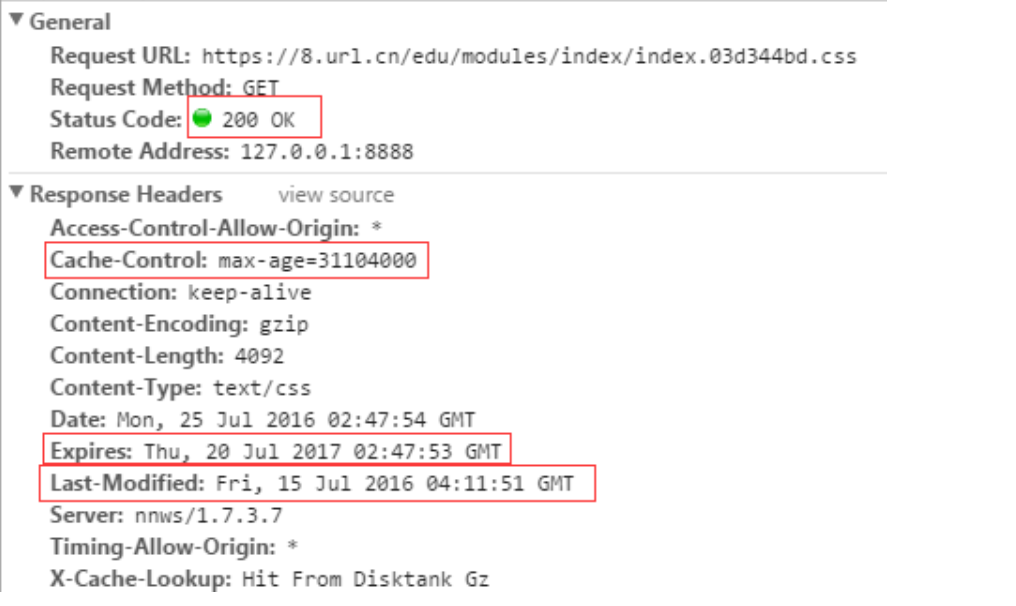 General
Request URL: https://8.url.cn/edu/modules/index/index.03d344bd.css
Request Method: GET
Status Code: 200 OK
Remote Address: 127.0.0.1:8888
Response Headers view source
Access-Control-Allow-Origin: *
Cache-Control: max-age=31104000
Connection: keep-alive
Content-Encoding: gzip
Content-Length: 4092
Content-Type: text/css
Date: Mon, 25 Jul 2016 02:47:54 GMT
Expires: Thu, 20 Jul 2017 02:47:53 GMT
Last-Modified: Fri, 15 Jul 2016 04:11:51 GMT
Server: nnws/1.7.3.7
Timing-Allow-Origin: *
X-Cache-Lookup: Hit From Disktank Gz